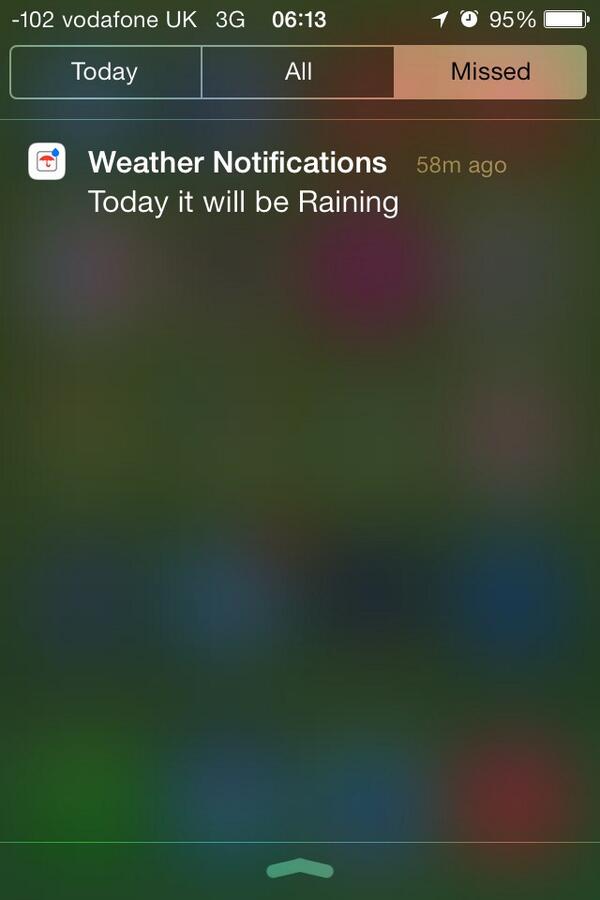 -102 vodafone UK 3G 06:13 95%
Today All Missed
Weather Notifications 58m ago
Today it will be Raining